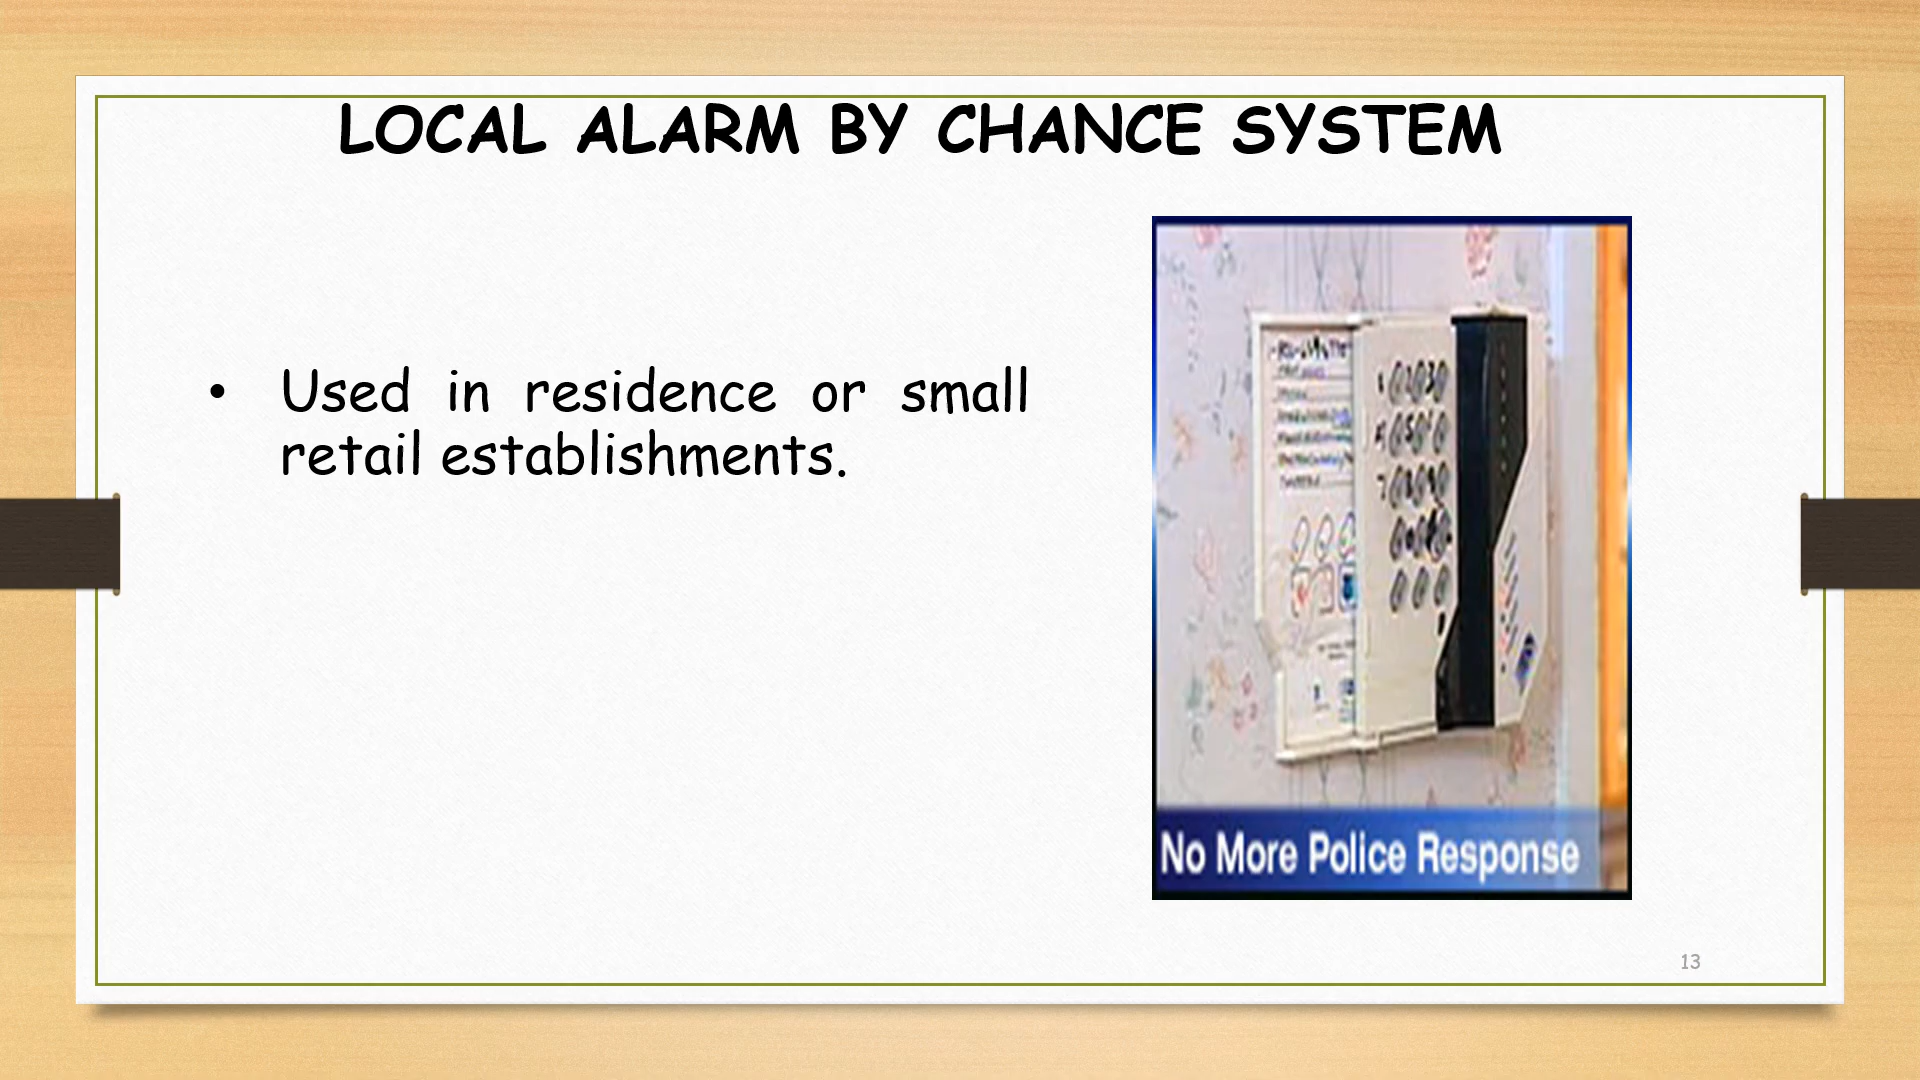 LOCAL ALARM BY CHANCE SYSTEM
• Used in residence or small
retail establishments.
No More Police Response
13